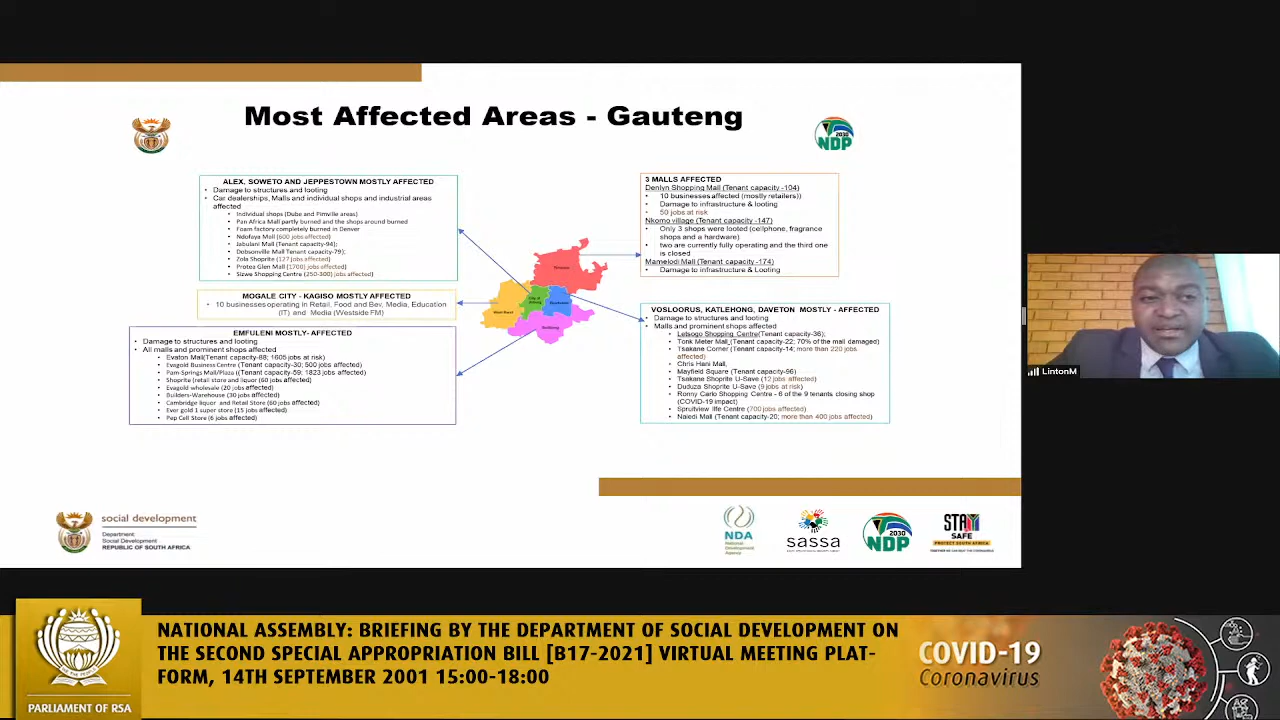 Most Affected Areas - Gauteng
2030
NDP
ALEX, SOWETO AND JEPPESTOWN MOSTLY AFFECTED
• Damage to structures and looting
• Car dealerships, Malls and individual shops and industrial areas
affected
• Individual shops (Dube and Pimville areas)
• Pan Africa Mall partly burned and the shops around burned
• Foam factory completely burned in Denver
• Ndofaya Mall (600 jobs affected)
• Jabulani Mall (Tenant capacity-94);
• Dobsonville Mall Tenant capacity-79);
• Zola Shoprite (127 jobs affected)
• Protea Glen Mall (1700) jobs affected)
• Sizwe Shopping Centre (250-300) jobs affected)
MOGALE CITY - KAGISO MOSTLY AFFECTED
• 10 businesses operating in Retail, Food and Bev, Media, Education
(IT) and Media (Westside FM)
EMFULENI MOSTLY- AFFECTED
• Damage to structures and looting
• All malls and prominent shops affected
• Evaton Mall(Tenant capacity-88; 1605 jobs at risk)
• Evagold Business Centre (Tenant capacity-30; 500 jobs affected)
• Pam-Springs Mall/Plaza ((Tenant capacity-59; 1823 jobs affected)
• Shoprite (retail store and liquor (60 jobs affected)
• Evagold wholesale (20 jobs affected)
• Builders-Warehouse (30 jobs affected)
• Cambridge liquor and Retail Store (60 jobs affected)
• Ever gold 1 super store (15 jobs affected)
• Pep Cell Store (6 jobs affected)
3 MALLS AFFECTED
Denlyn Shopping Mall (Tenant capacity -104)
• 10 businesses affected (mostly retailers))
• Damage to infrastructure & looting
• 50 jobs at risk
Nkomo village (Tenant capacity -147)
• Only 3 shops were looted (cellphone, fragrance
shops and a hardware)
• two are currently fully operating and the third one
is closed
Mamelodi Mall (Tenant capacity -174)
• Damage to infrastructure & Looting
VOSLOORUS, KATLEHONG, DAVETON MOSTLY - AFFECTED
• Damage to structures and looting
• Malls and prominent shops affected
• Letsogo Shopping Centre(Tenant capacity-36);
• Tonk Meter Mall (Tenant capacity-22; 70% of the mall damaged)
• Tsakane Corner (Tenant capacity-14; more than 220 jobs
affected)
• Chris Hani Mall,
• Mayfield Square (Tenant capacity-96)
• Tsakane Shoprite U-Save (12 jobs affected)
• Duduza Shoprite U-Save (9 jobs at risk)
• Ronny Carlo Shopping Centre - 6 of the 9 tenants closing shop
(COVID-19 impact)
• Spruitview life Centre (700 jobs affected)
• Naledi Mall (Tenant capacity-20; more than 400 jobs affected)
LintonM
social development
Department:
Social Development
REPUBLIC OF SOUTH AFRICA
NDA
National
Development
Agency
sassa
2030
NDP
STAY
SAFE
PROTECT SOUTH AFRICA
NATIONAL ASSEMBLY: BRIEFING BY THE DEPARTMENT OF SOCIAL DEVELOPMENT ON
THE SECOND SPECIAL APPROPRIATION BILL [B17-2021] VIRTUAL MEETING PLAT-
FORM, 14TH SEPTEMBER 2001 15:00-18:00
PARLIAMENT OF RSA
COVID-19
Coronavirus